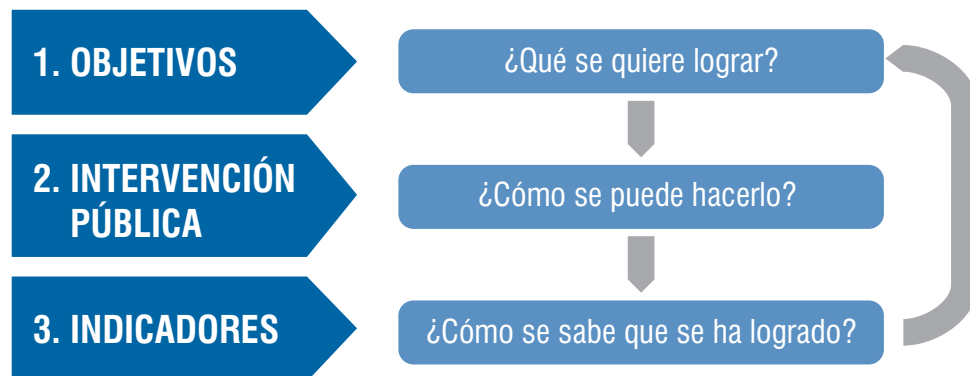 1. OBJETIVOS
¿Qué se quiere lograr?
2. INTERVENCIÓN
PÚBLICA
¿Cómo se puede hacerlo?
3. INDICADORES
¿Cómo se sabe que se ha logrado?